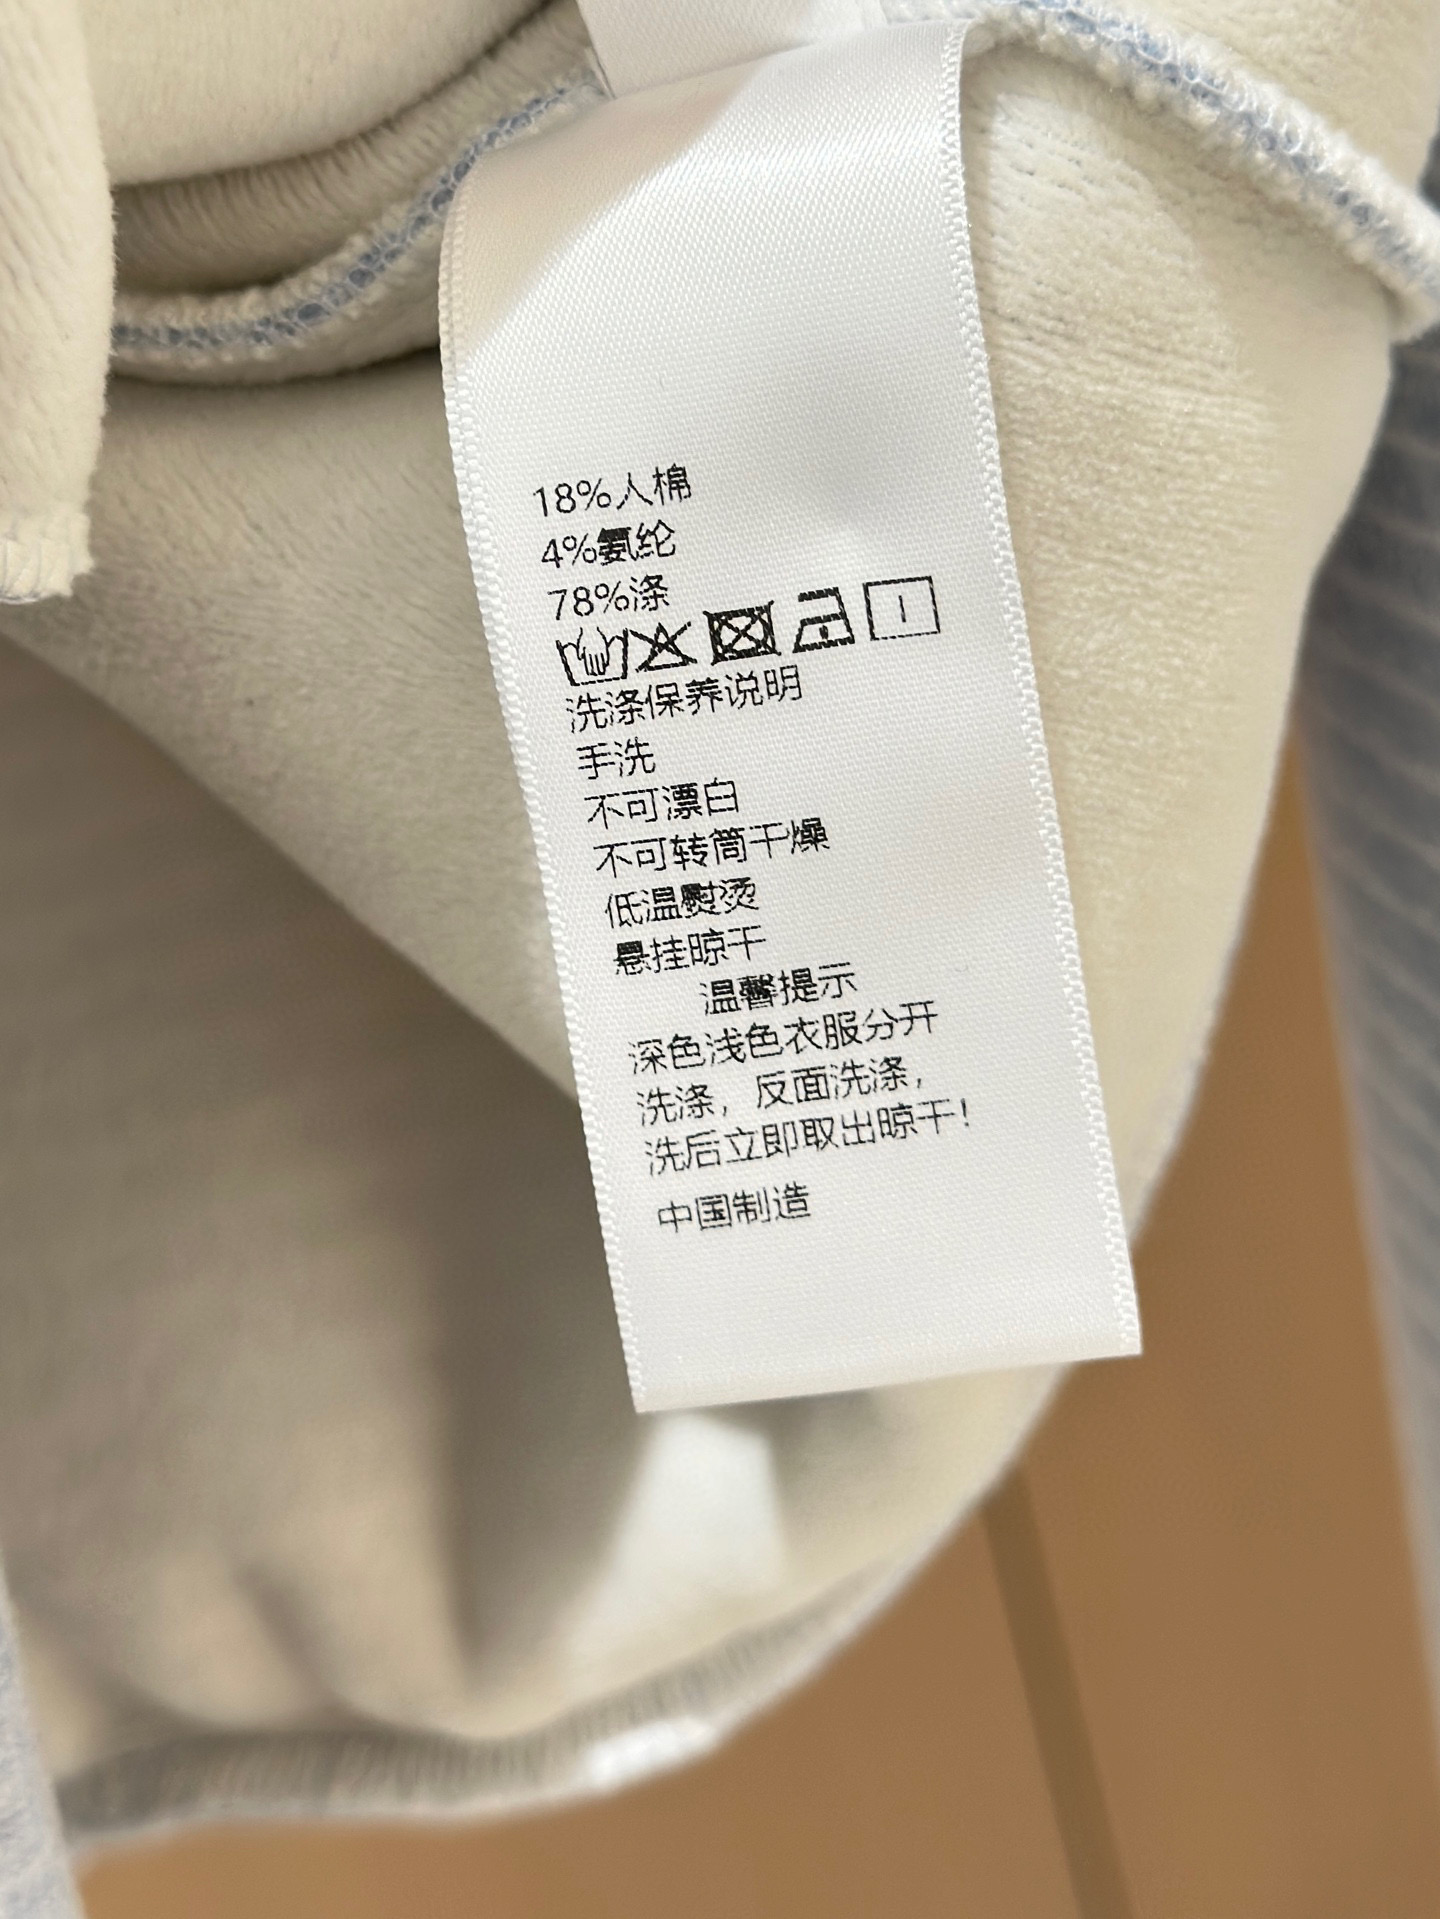 18%人棉
4%氨纶
78%涤
洗涤保养说明
手洗
不可漂白
不可转筒干燥
低温熨烫
悬挂晾干
温馨提示
深色浅色衣服分开
洗涤，反面洗涤，
洗后立即取出晾干！
中国制造